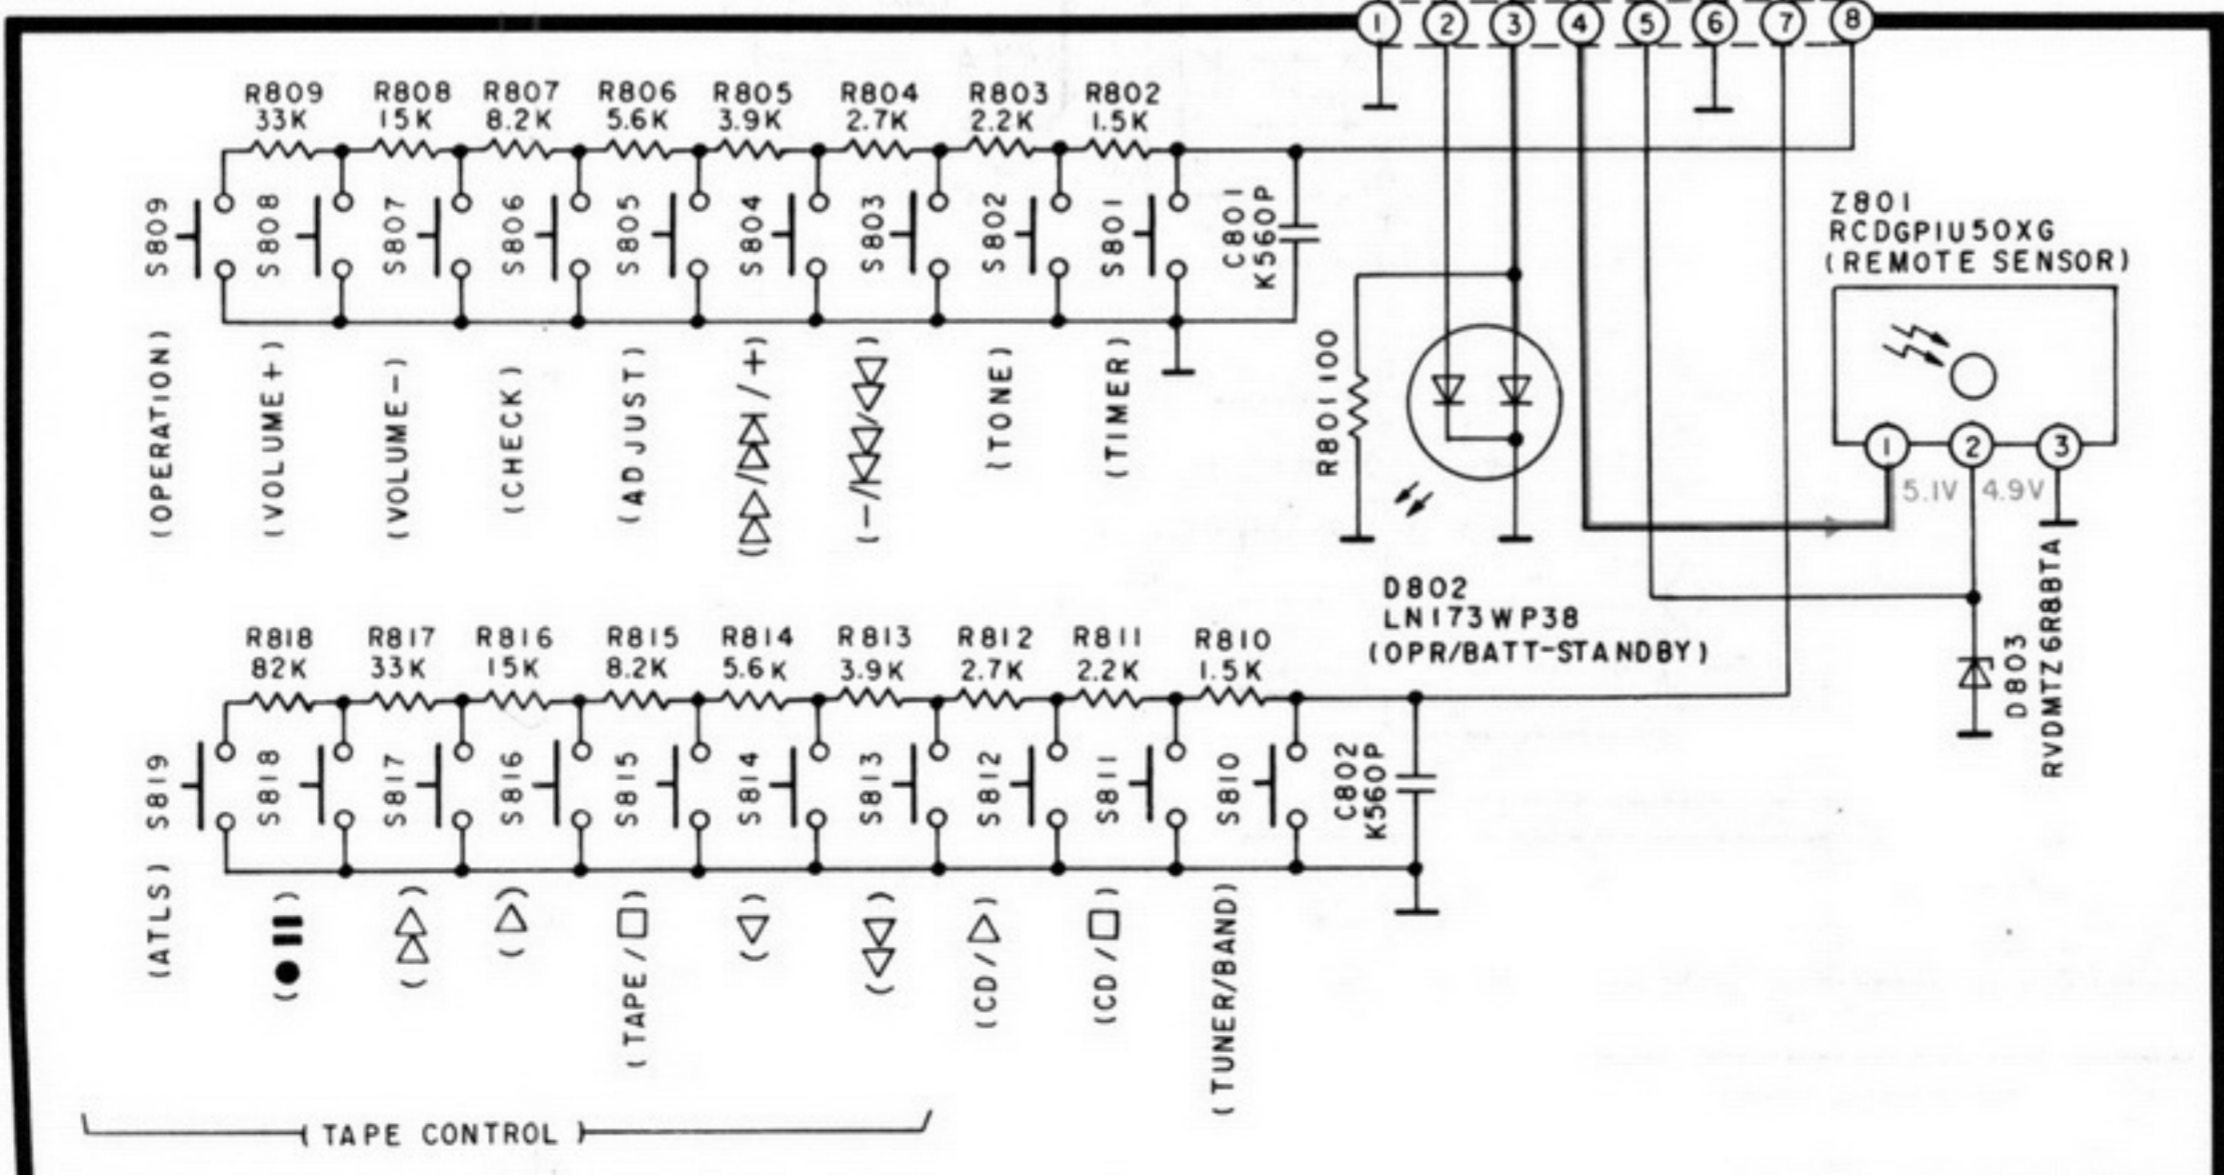 1 2 3 4 5 6 7 8
R809 R808 R807 R806 R805 R804 R803 R802
33K 15K 8.2K 5.6K 3.9K 2.7K 2.2K 1.5K
S809 S808 S807 S806 S805 S804 S803 S802 S801
C801
K560P
Z801
RCDGP1U50XG
(REMOTE SENSOR)
1 2 3
5.1V 4.9V
(OPERATION)
(VOLUME+)
(VOLUME-)
(CHECK)
(ADJUST)
(▷▷/▷▷|/+)
(-/|◁◁/◁◁)
(TONE)
(TIMER)
R801 100
D802
LN173WP38
(OPR/BATT-STANDBY)
D803
RVDMTZ6R8BTA
R818 R817 R816 R815 R814 R813 R812 R811 R810
82K 33K 15K 8.2K 5.6K 3.9K 2.7K 2.2K 1.5K
S819 S818 S817 S816 S815 S814 S813 S812 S811 S810
C802
K560P
(ATLS)
(●▮▮)
(▷▷)
(▷)
(TAPE/□)
(◁)
(◁◁)
(CD/▷)
(CD/□)
(TUNER/BAND)
(TAPE CONTROL)